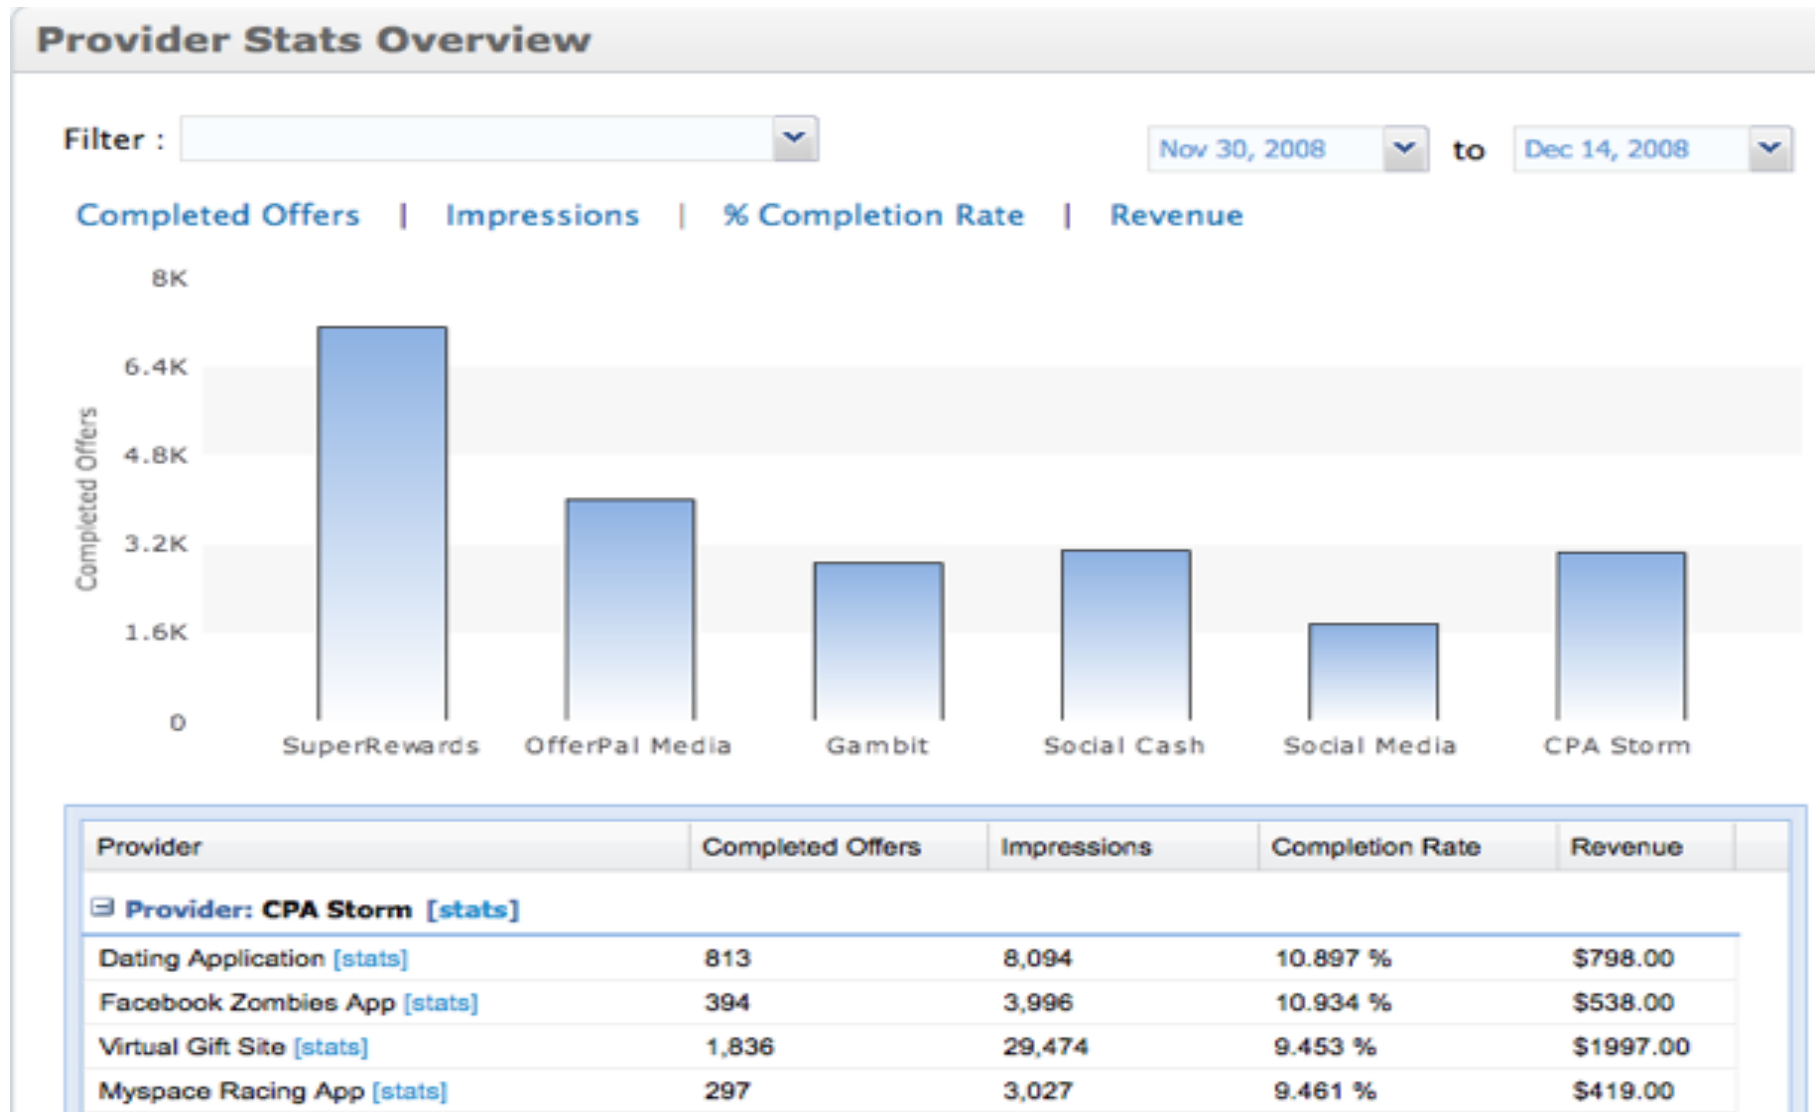 Provider Stats Overview
Filter :
Nov 30, 2008 to Dec 14, 2008
Completed Offers | Impressions | % Completion Rate | Revenue
8K
6.4K
4.8K
3.2K
1.6K
0
Completed Offers
SuperRewards OfferPal Media Gambit Social Cash Social Media CPA Storm
Provider Completed Offers Impressions Completion Rate Revenue
Provider: CPA Storm [stats]
Dating Application [stats] 813 8,094 10.897 % $798.00
Facebook Zombies App [stats] 394 3,996 10.934 % $538.00
Virtual Gift Site [stats] 1,836 29,474 9.453 % $1997.00
Myspace Racing App [stats] 297 3,027 9.461 % $419.00